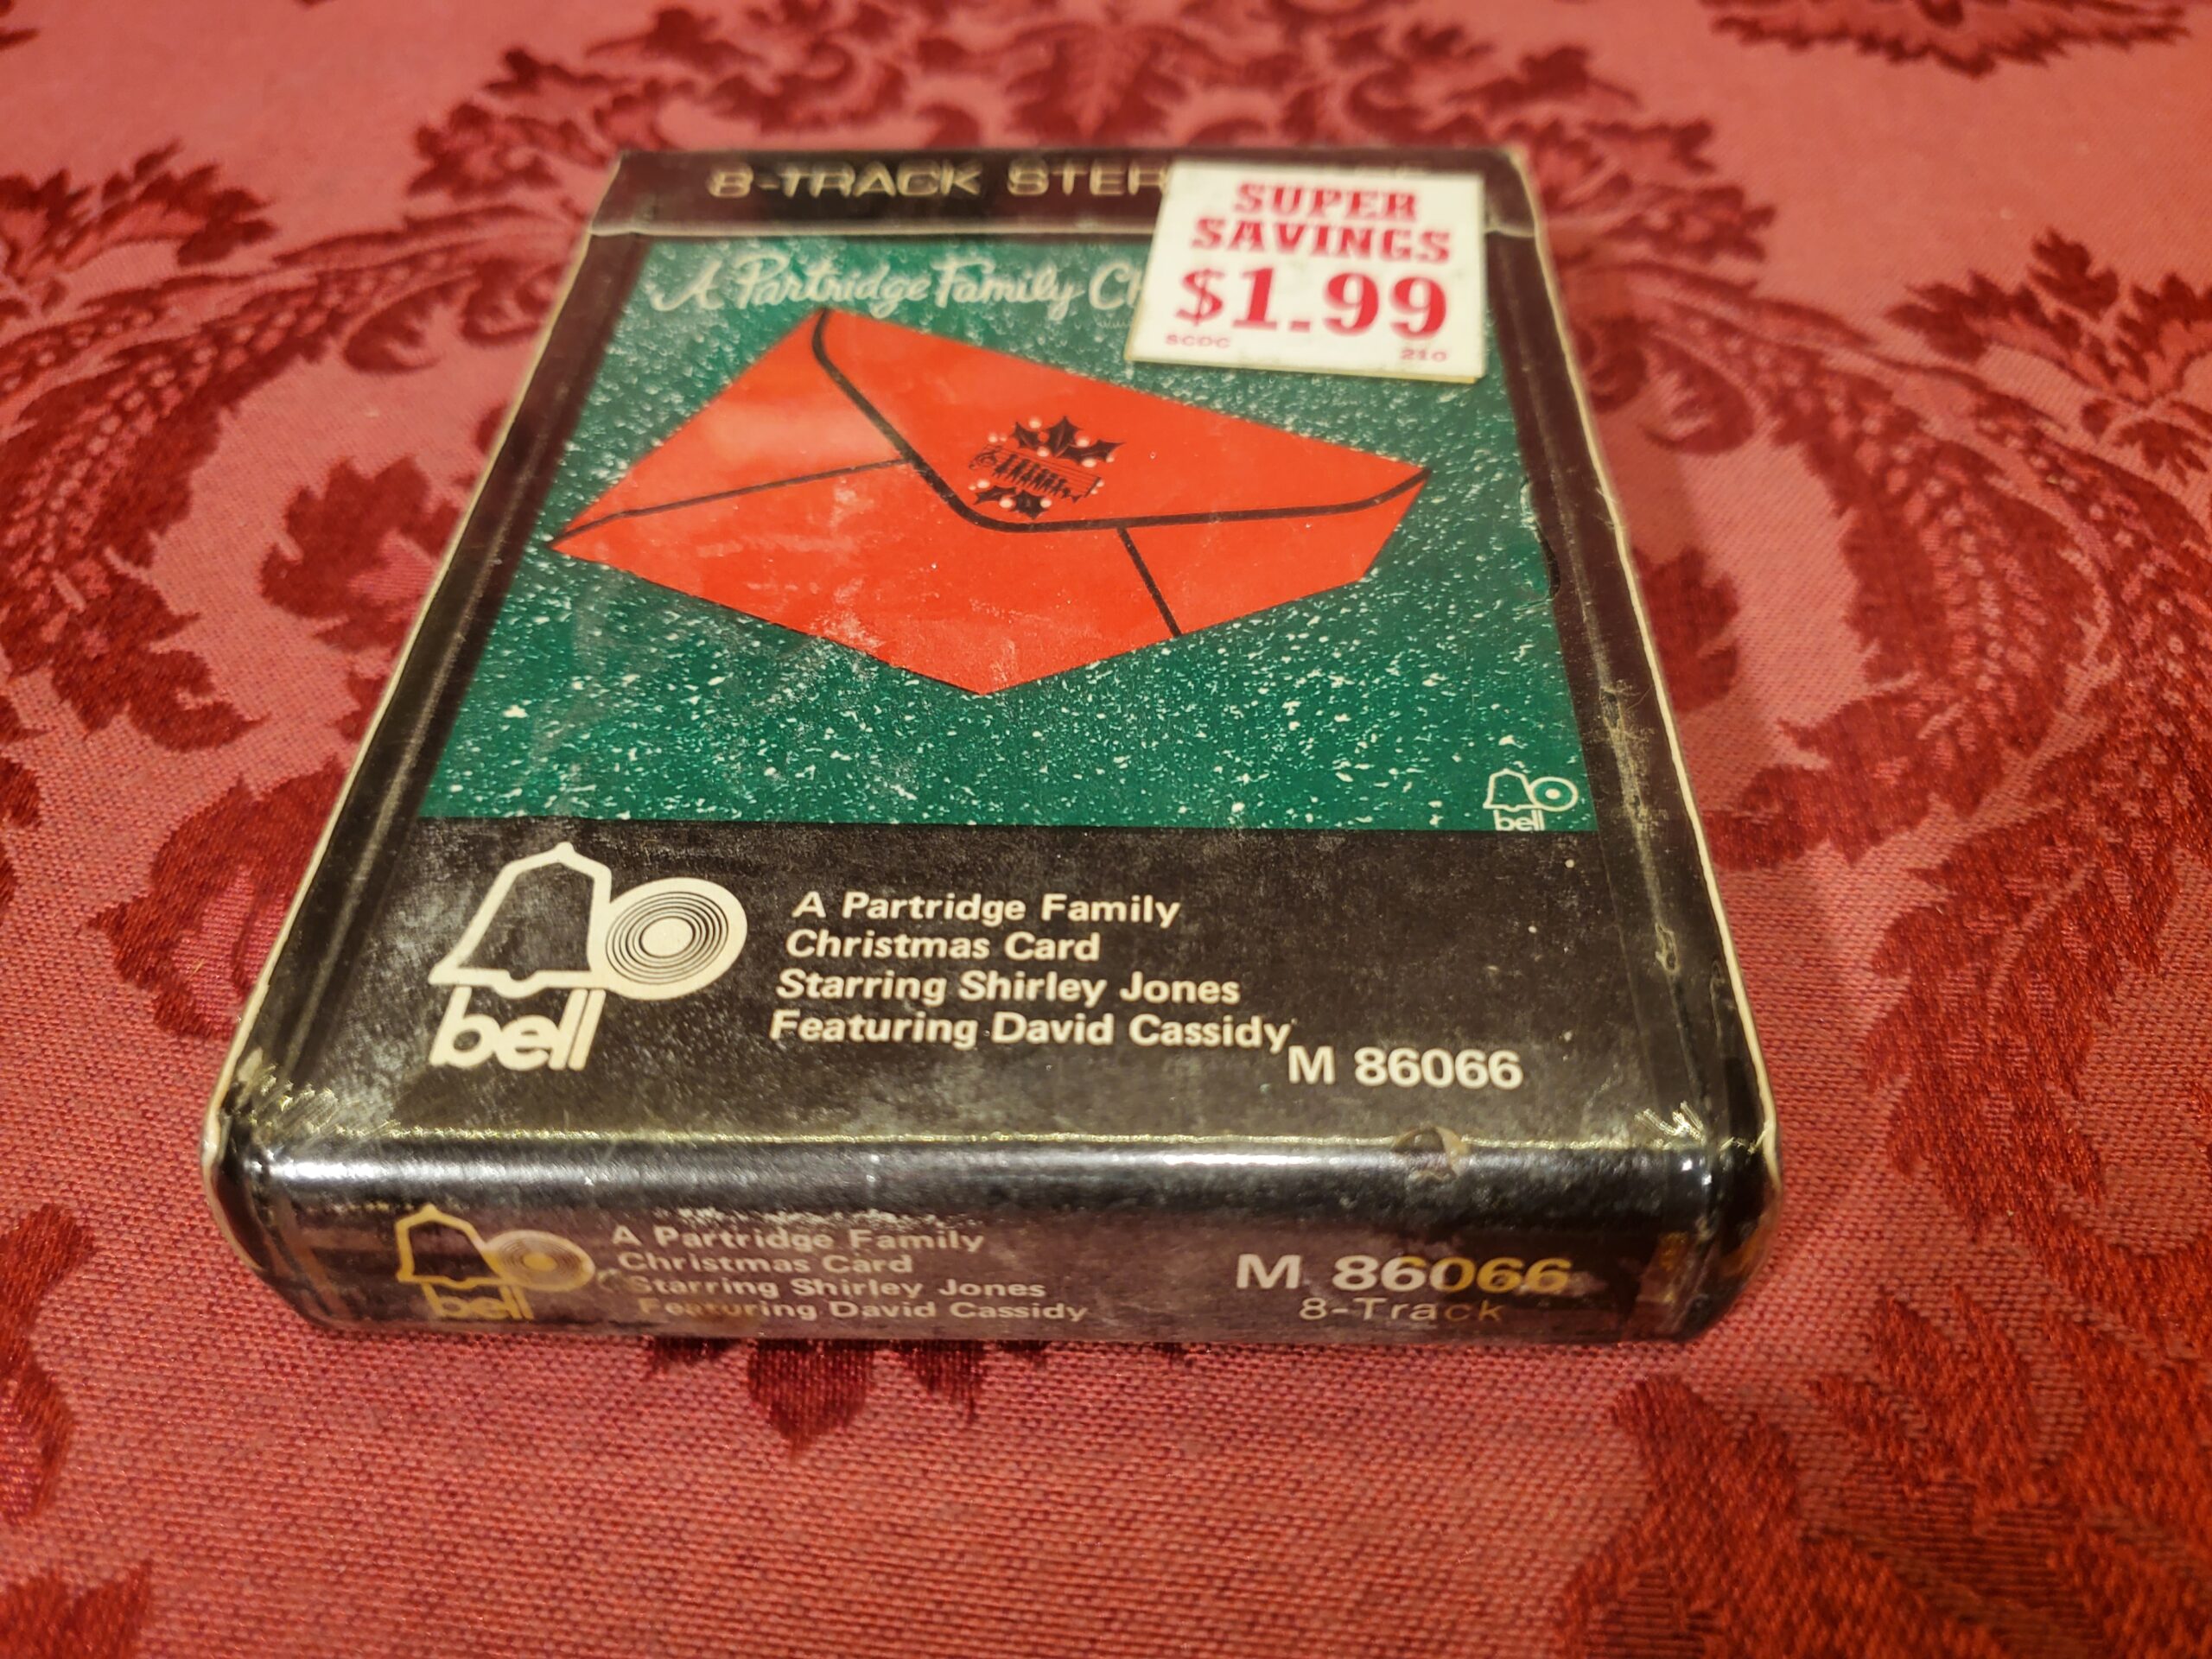 8-TRACK STER
SUPER
SAVINGS
$1.99
SCDC 210
A Partridge Family Ch
bell
bell
A Partridge Family
Christmas Card
Starring Shirley Jones
Featuring David Cassidy
M 86066
bell
A Partridge Family
Christmas Card
Starring Shirley Jones
Featuring David Cassidy
M 86066
8-Track